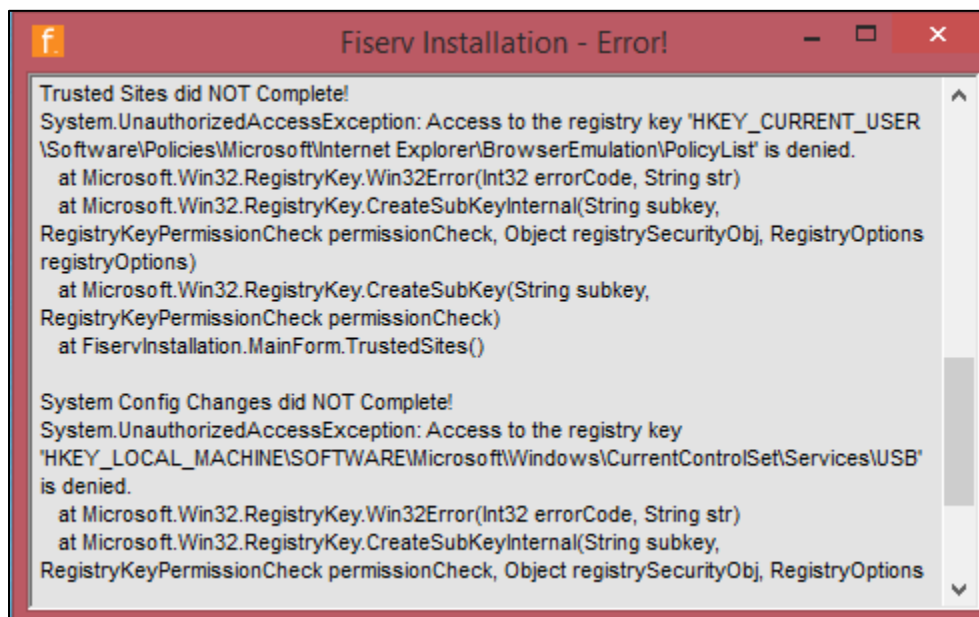 f.
Fiserv Installation - Error!
Trusted Sites did NOT Complete!
System.UnauthorizedAccessException: Access to the registry key 'HKEY_CURRENT_USER
\Software\Policies\Microsoft\Internet Explorer\BrowserEmulation\PolicyList' is denied.
at Microsoft.Win32.RegistryKey.Win32Error(Int32 errorCode, String str)
at Microsoft.Win32.RegistryKey.CreateSubKeyInternal(String subkey,
RegistryKeyPermissionCheck permissionCheck, Object registrySecurityObj, RegistryOptions
registryOptions)
at Microsoft.Win32.RegistryKey.CreateSubKey(String subkey,
RegistryKeyPermissionCheck permissionCheck)
at FiservInstallation.MainForm.TrustedSites()
System Config Changes did NOT Complete!
System.UnauthorizedAccessException: Access to the registry key
'HKEY_LOCAL_MACHINE\SOFTWARE\Microsoft\Windows\CurrentControlSet\Services\USB'
is denied.
at Microsoft.Win32.RegistryKey.Win32Error(Int32 errorCode, String str)
at Microsoft.Win32.RegistryKey.CreateSubKeyInternal(String subkey,
RegistryKeyPermissionCheck permissionCheck, Object registrySecurityObj, RegistryOptions